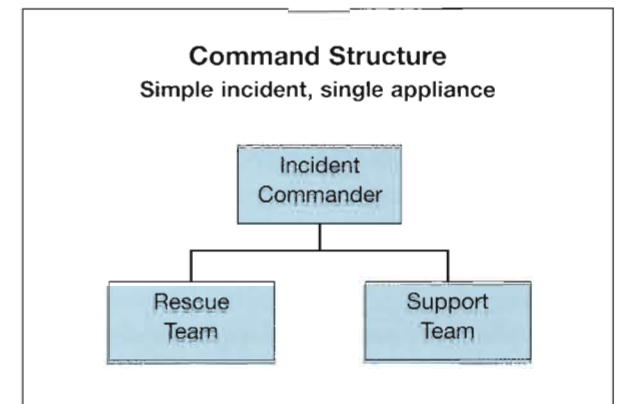 Command Structure
Simple incident, single appliance
Incident
Commander
Rescue
Team
Support
Team